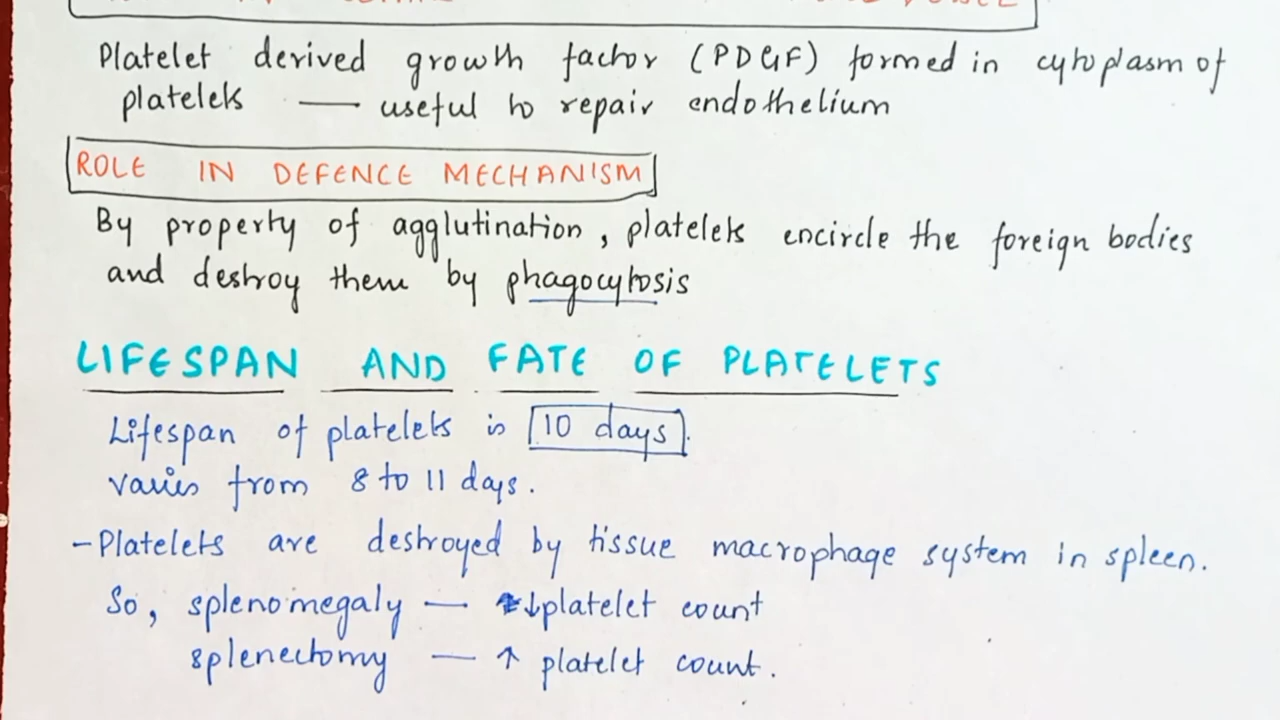 Platelet derived growth factor (PDGF) formed in cytoplasm of
platelets — useful to repair endothelium
ROLE IN DEFENCE MECHANISM
By property of agglutination, platelets encircle the foreign bodies
and destroy them by phagocytosis
LIFESPAN AND FATE OF PLATELETS
Lifespan of platelets is 10 days.
varies from 8 to 11 days.
- Platelets are destroyed by tissue macrophage system in spleen.
So, splenomegaly — ↓platelet count
splenectomy — ↑ platelet count.